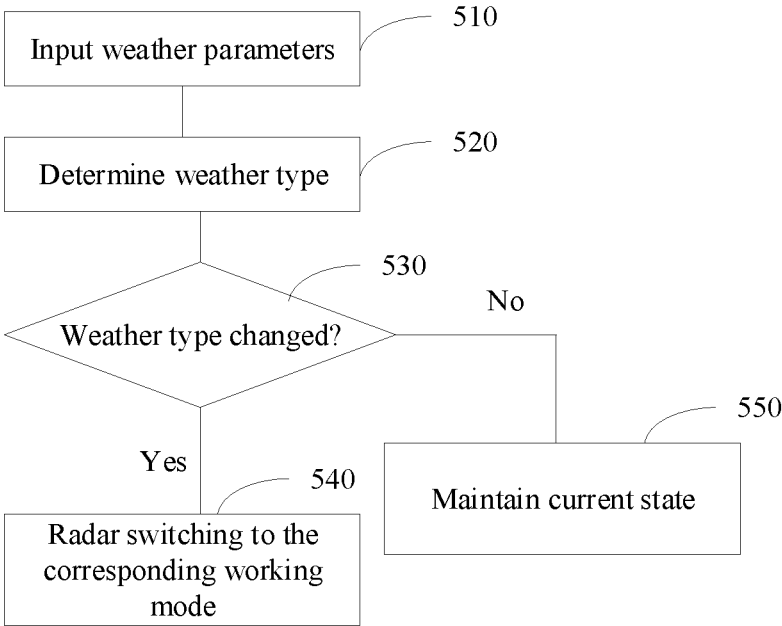 510
Input weather parameters
520
Determine weather type
530
Weather type changed?
No
Yes
540
Radar switching to the
corresponding working
mode
550
Maintain current state